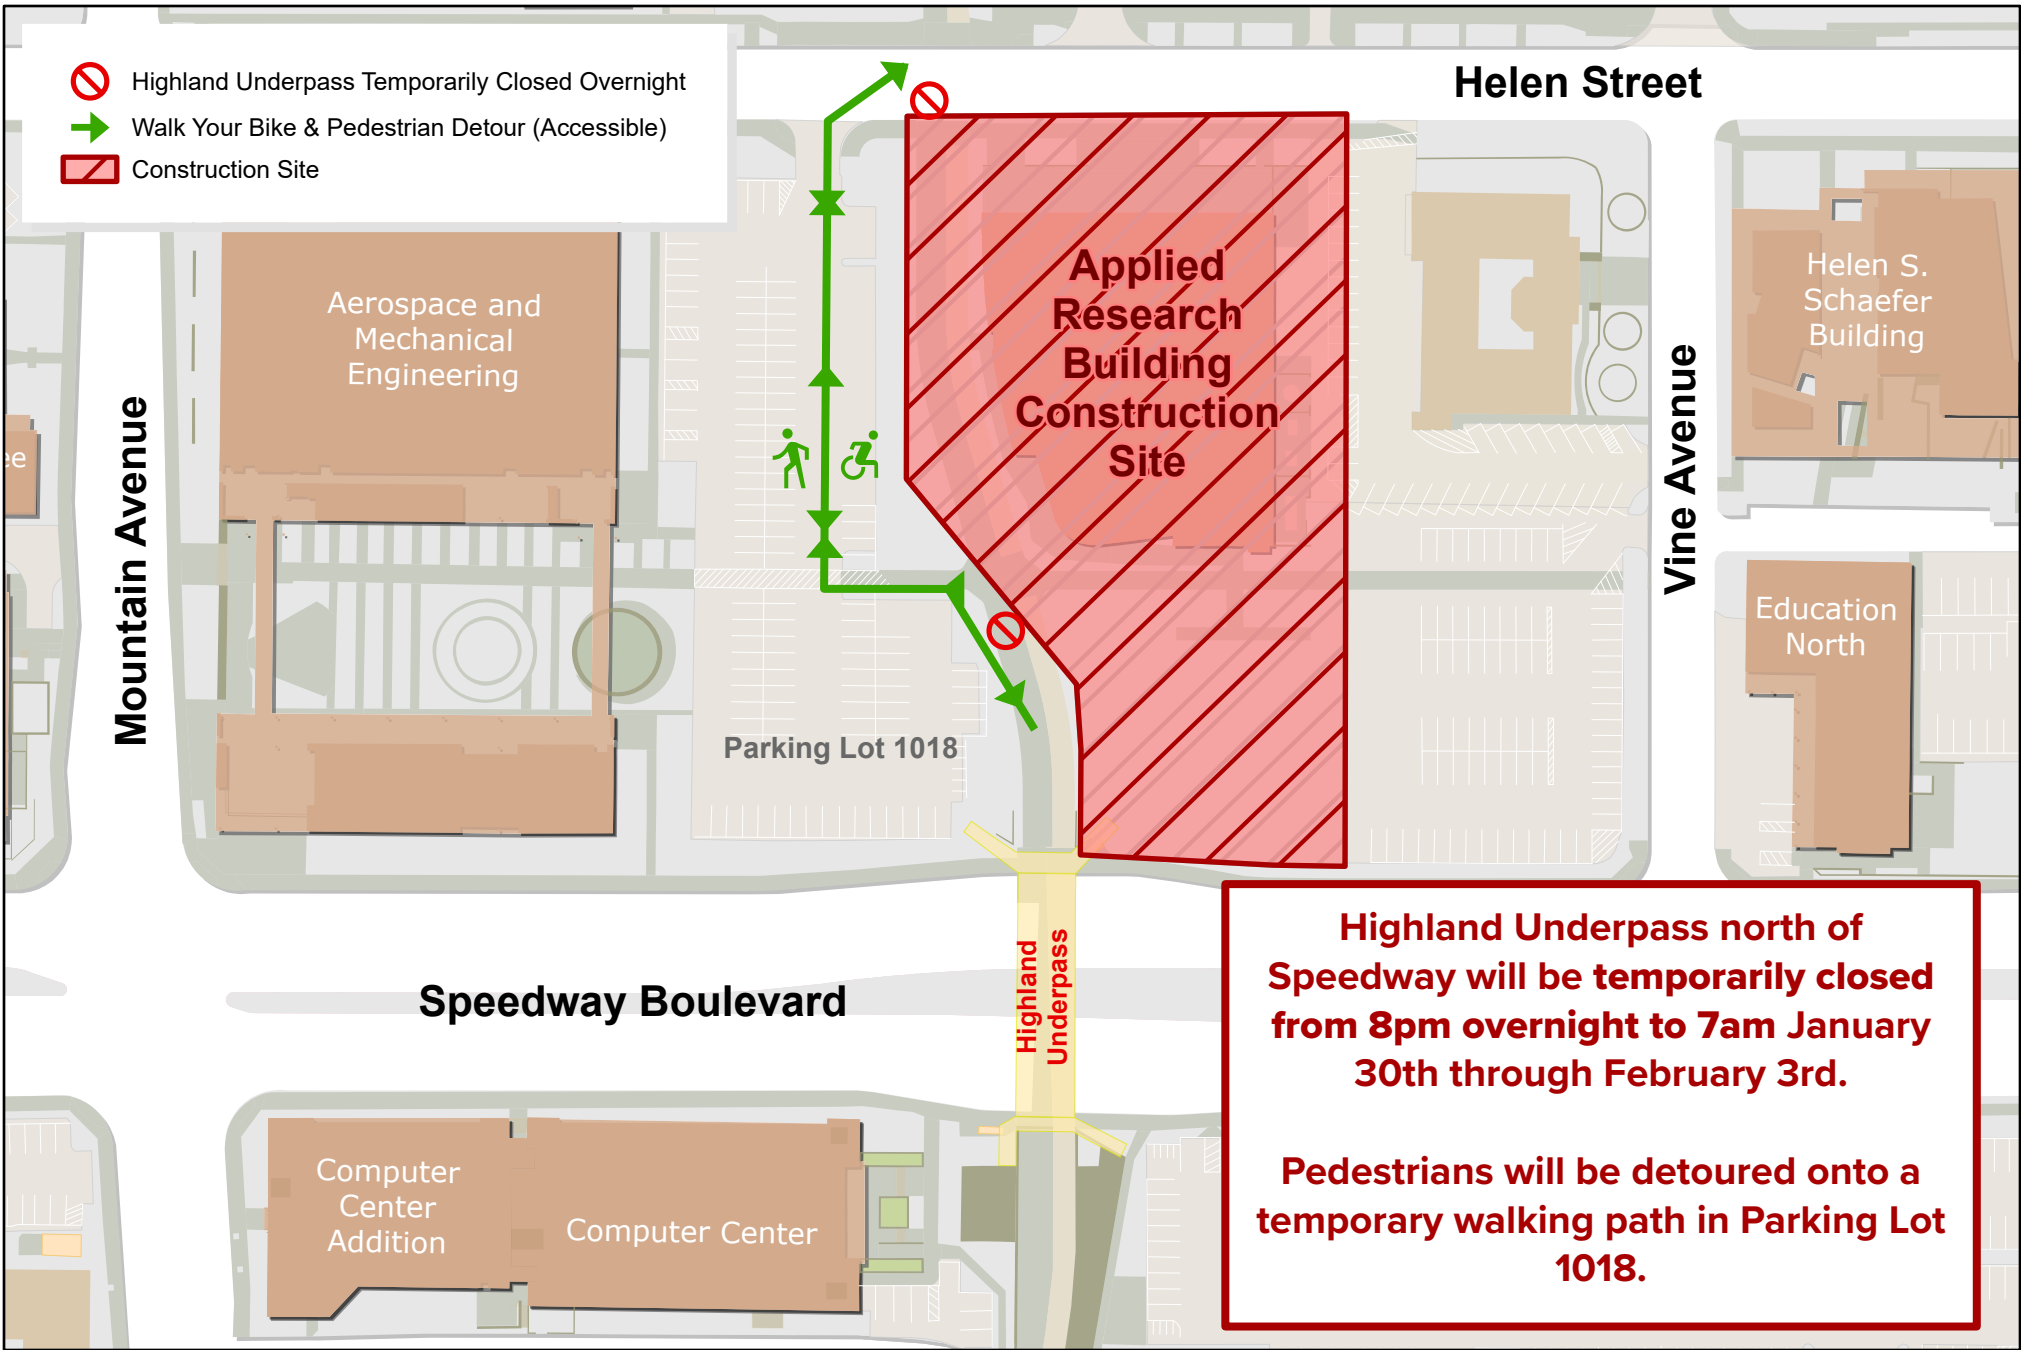 Highland Underpass Temporarily Closed Overnight
Walk Your Bike & Pedestrian Detour (Accessible)
Construction Site
Helen Street
Applied
Research
Building
Construction
Site
Aerospace and
Mechanical
Engineering
Helen S.
Schaefer
Building
Mountain Avenue
Vine Avenue
ee
Education
North
Parking Lot 1018
Speedway Boulevard
Highland
Underpass
Highland Underpass north of
Speedway will be temporarily closed
from 8pm overnight to 7am January
30th through February 3rd.
Pedestrians will be detoured onto a
temporary walking path in Parking Lot
1018.
Computer
Center
Addition
Computer Center